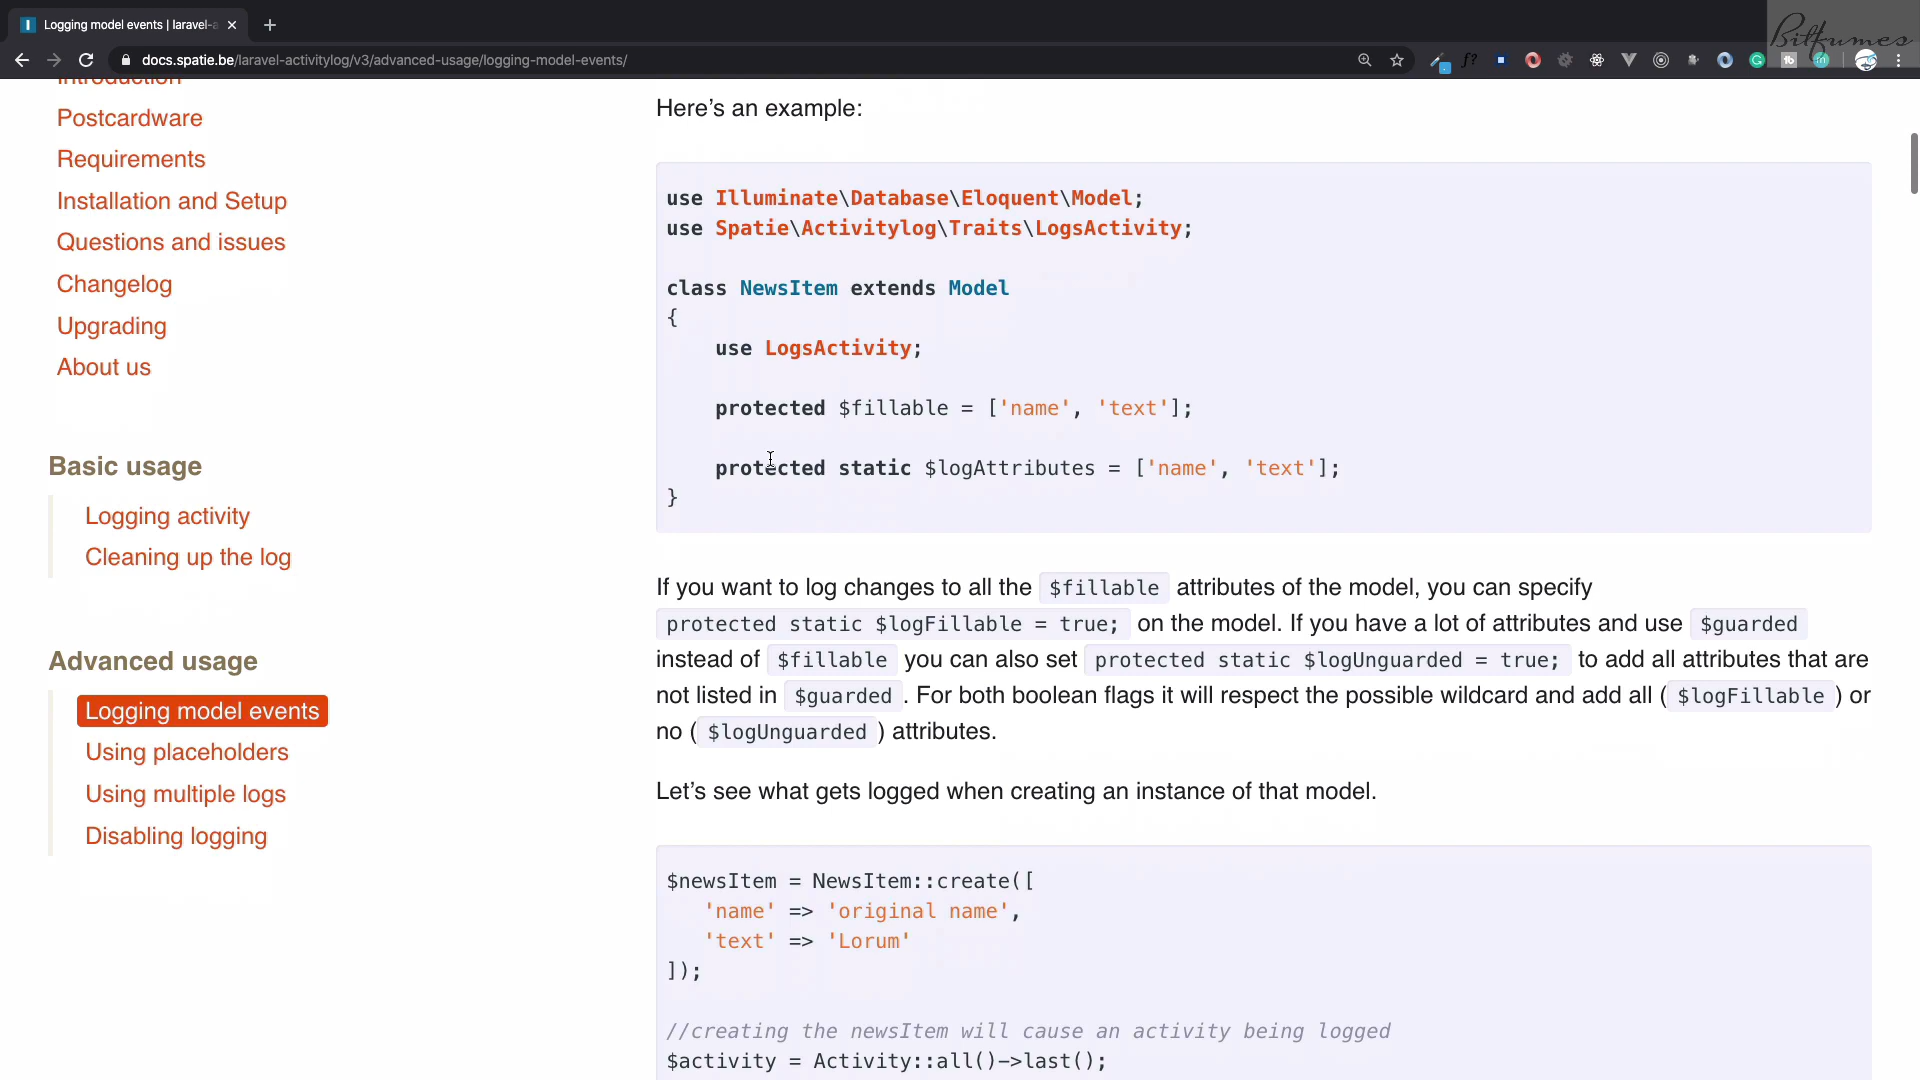 Logging model events | laravel-a
docs.spatie.be/laravel-activitylog/v3/advanced-usage/logging-model-events/
Bitfumes
Introduction
Postcardware
Requirements
Installation and Setup
Questions and issues
Changelog
Upgrading
About us
Basic usage
Logging activity
Cleaning up the log
Advanced usage
Logging model events
Using placeholders
Using multiple logs
Disabling logging
Here’s an example:
use Illuminate\Database\Eloquent\Model;
use Spatie\Activitylog\Traits\LogsActivity;
class NewsItem extends Model
{
use LogsActivity;
protected $fillable = ['name', 'text'];
protected static $logAttributes = ['name', 'text'];
}
If you want to log changes to all the $fillable attributes of the model, you can specify
protected static $logFillable = true; on the model. If you have a lot of attributes and use $guarded
instead of $fillable you can also set protected static $logUnguarded = true; to add all attributes that are
not listed in $guarded . For both boolean flags it will respect the possible wildcard and add all ( $logFillable ) or
no ( $logUnguarded ) attributes.
Let’s see what gets logged when creating an instance of that model.
$newsItem = NewsItem::create([
'name' => 'original name',
'text' => 'Lorum'
]);
//creating the newsItem will cause an activity being logged
$activity = Activity::all()->last();